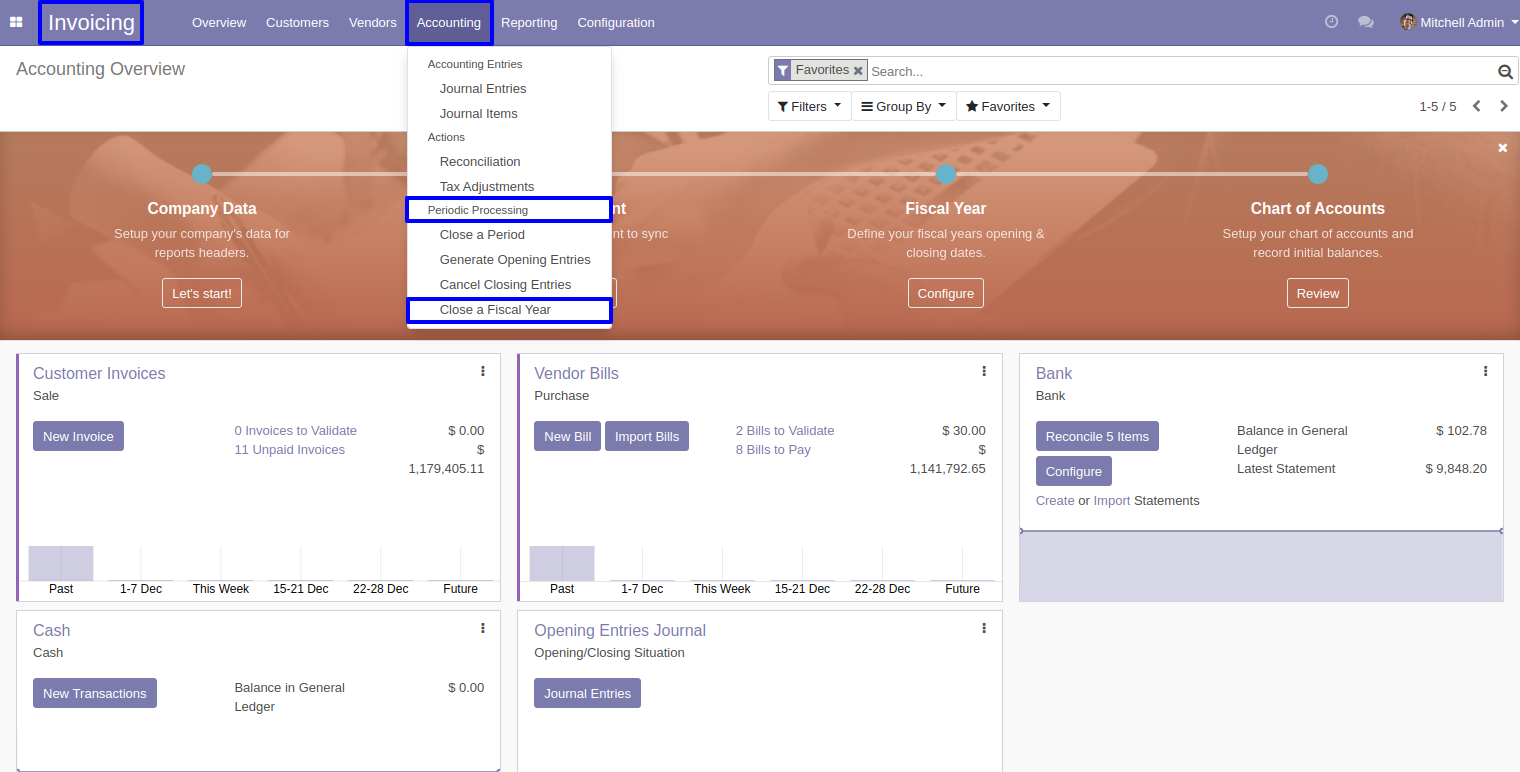 Invoicing
Overview
Customers
Vendors
Accounting
Reporting
Configuration
Mitchell Admin
Accounting Overview
Favorites
Search...
Filters
Group By
Favorites
1-5 / 5
Accounting Entries
Journal Entries
Journal Items
Actions
Reconciliation
Tax Adjustments
Periodic Processing
Close a Period
Generate Opening Entries
Cancel Closing Entries
Close a Fiscal Year
Company Data
Setup your company's data for
reports headers.
Let's start!
to sync
Fiscal Year
Define your fiscal years opening &
closing dates.
Configure
Chart of Accounts
Setup your chart of accounts and
record initial balances.
Review
Customer Invoices
Sale
New Invoice
0 Invoices to Validate $ 0.00
11 Unpaid Invoices $
1,179,405.11
Past 1-7 Dec This Week 15-21 Dec 22-28 Dec Future
Vendor Bills
Purchase
New Bill
Import Bills
2 Bills to Validate $ 30.00
8 Bills to Pay $
1,141,792.65
Past 1-7 Dec This Week 15-21 Dec 22-28 Dec Future
Bank
Bank
Reconcile 5 Items
Configure
Create or Import Statements
Balance in General $ 102.78
Ledger
Latest Statement $ 9,848.20
Cash
Cash
New Transactions
Balance in General $ 0.00
Ledger
Opening Entries Journal
Opening/Closing Situation
Journal Entries